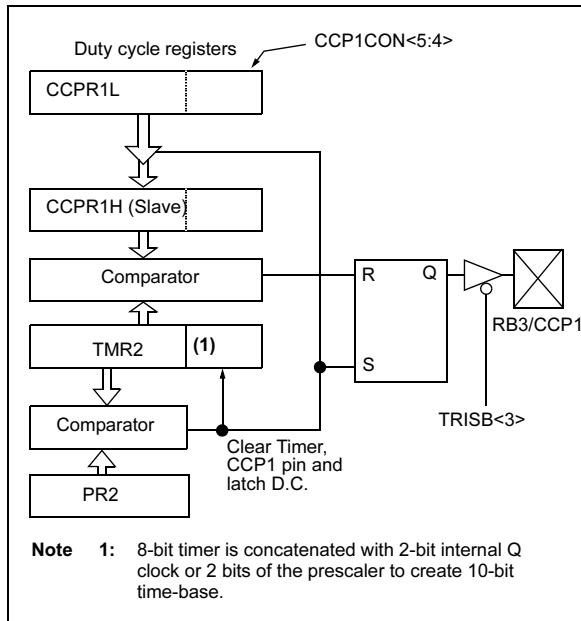 Duty cycle registers
CCP1CON<5:4>
CCPR1L
CCPR1H (Slave)
Comparator
R
Q
RB3/CCP1
TMR2
(1)
S
TRISB<3>
Comparator
Clear Timer,
CCP1 pin and
latch D.C.
PR2
Note 1: 8-bit timer is concatenated with 2-bit internal Q
clock or 2 bits of the prescaler to create 10-bit
time-base.